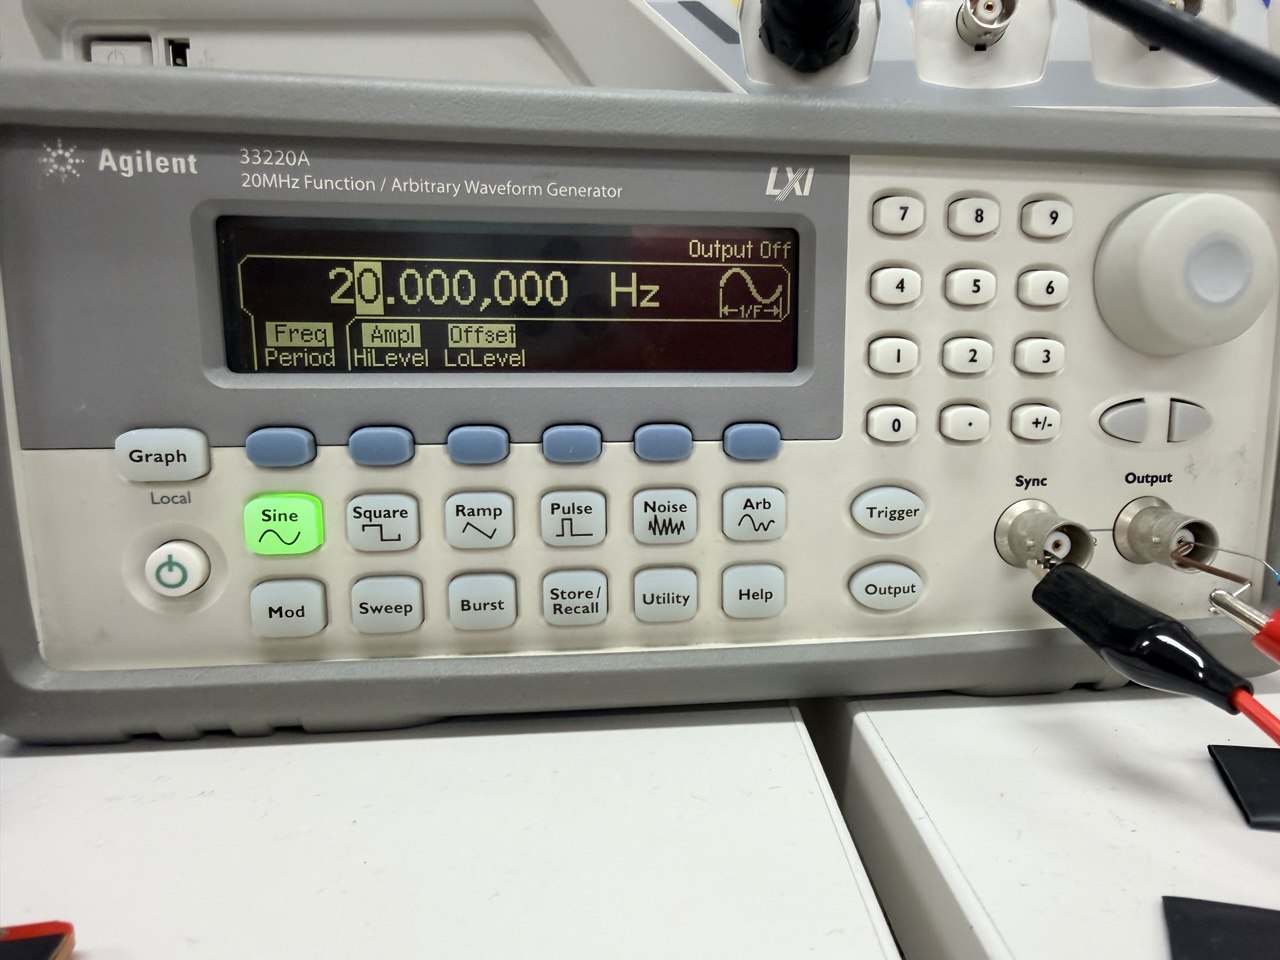 Agilent
33220A
20MHz Function / Arbitrary Waveform Generator
LXI
Output Off
20.000,000 Hz
←1/F→
Freq Ampl Offset
Period HiLevel LoLevel
7 8 9
4 5 6
1 2 3
0 . +/-
Graph
Local
Sine Square Ramp Pulse Noise Arb
Mod Sweep Burst Store/
Recall Utility Help
Trigger
Output
Sync
Output